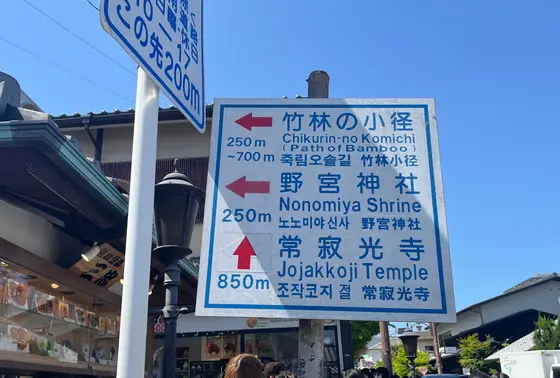 10–17
この先200m
竹林の小径
Chikurin-no Komichi
(Path of Bamboo)
250m
~700m
죽림오솔길 竹林小径
野宮神社
Nonomiya Shrine
250m
노노미야신사 野宮神社
常寂光寺
Jojakkoji Temple
850m
조작코지 절 常寂光寺